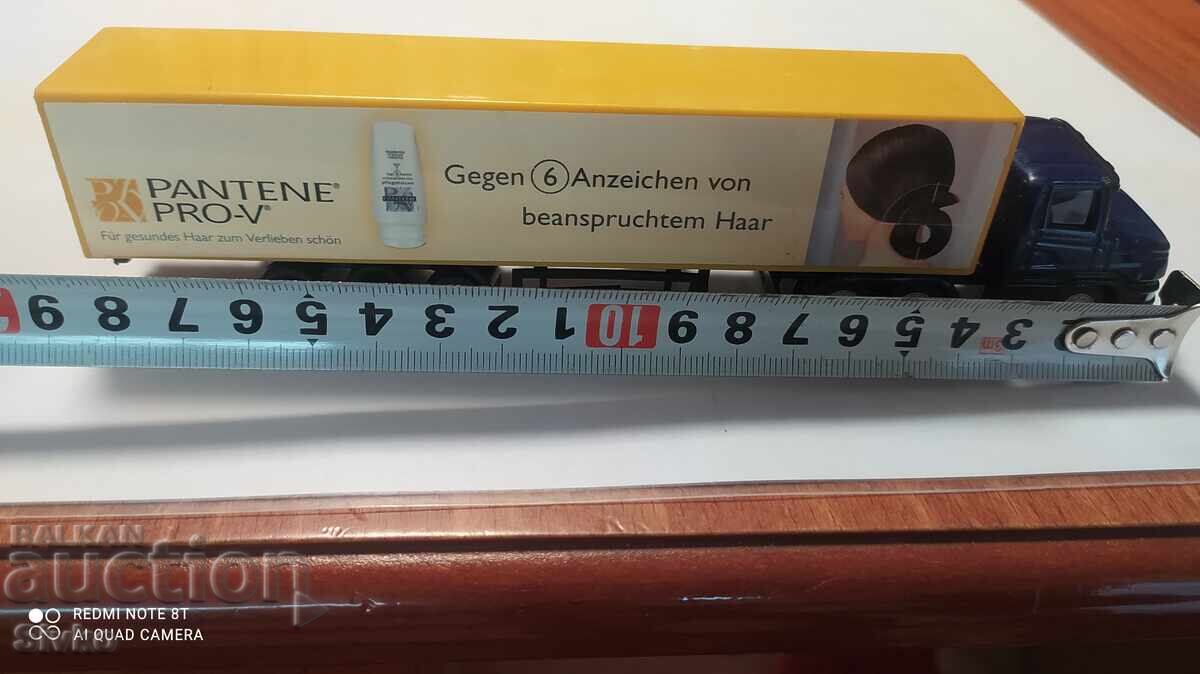 PANTENE®
PRO-V®
Für gesundes Haar zum Verlieben schön
Gegen 6 Anzeichen von
beanspruchtem Haar
6
9 8 7 6 5 4 3 2 1 10 9 8 7 6 5 4 3
3m
BALKAN
auction
REDMI NOTE 8T
AI QUAD CAMERA
Sivko